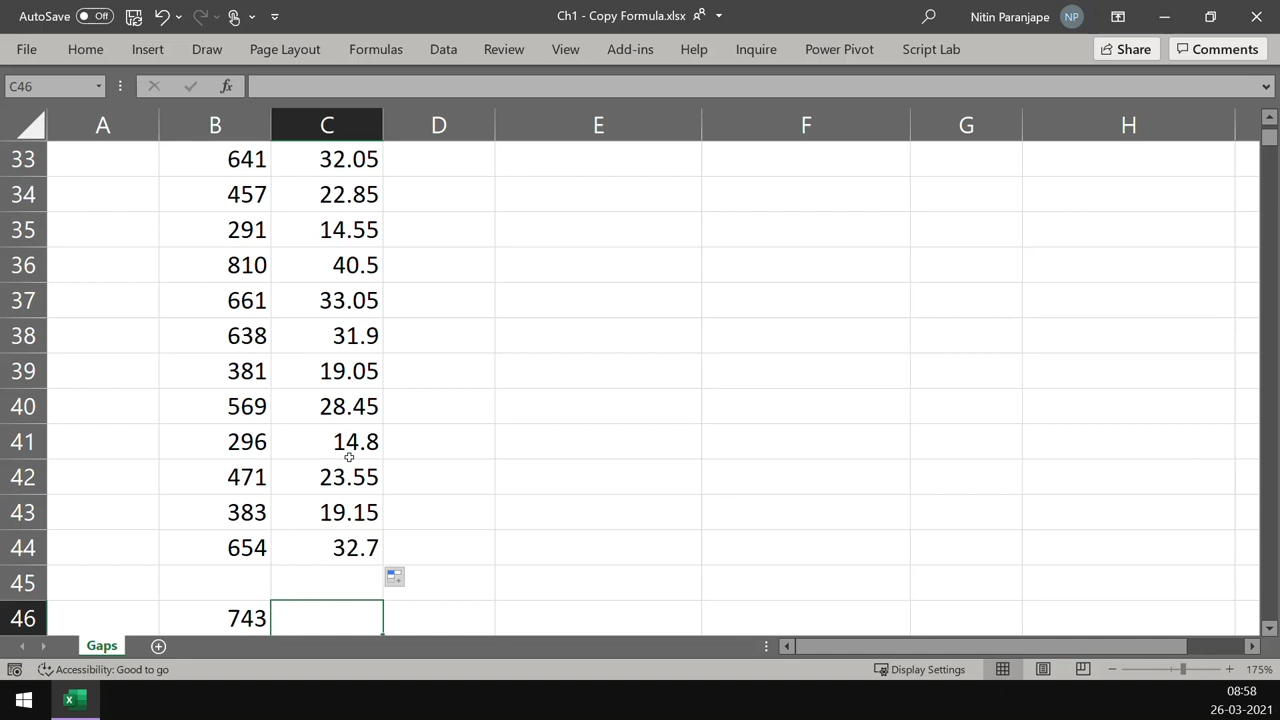 AutoSave Off Ch1 - Copy Formula.xlsx Nitin Paranjape NP
File Home Insert Draw Page Layout Formulas Data Review View Add-ins Help Inquire Power Pivot Script Lab Share Comments
C46 fx
A B C D E F G H
33 641 32.05
34 457 22.85
35 291 14.55
36 810 40.5
37 661 33.05
38 638 31.9
39 381 19.05
40 569 28.45
41 296 14.8
42 471 23.55
43 383 19.15
44 654 32.7
45
46 743
Gaps
Accessibility: Good to go Display Settings 175%
08:58
26-03-2021